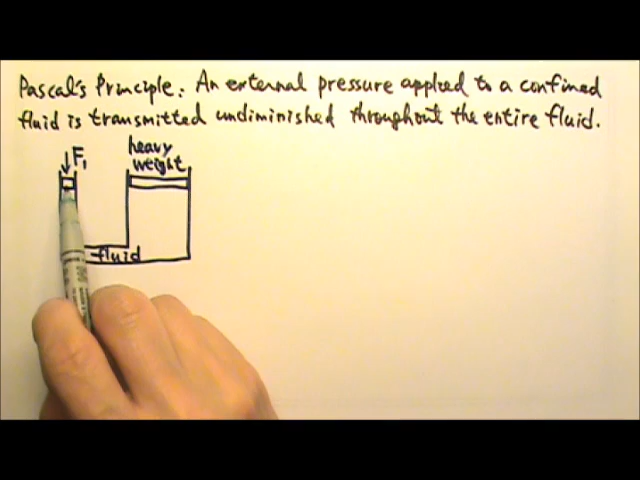 Pascal's Principle: An external pressure applied to a confined
fluid is transmitted undiminished throughout the entire fluid.
heavy
weight
F1
fluid